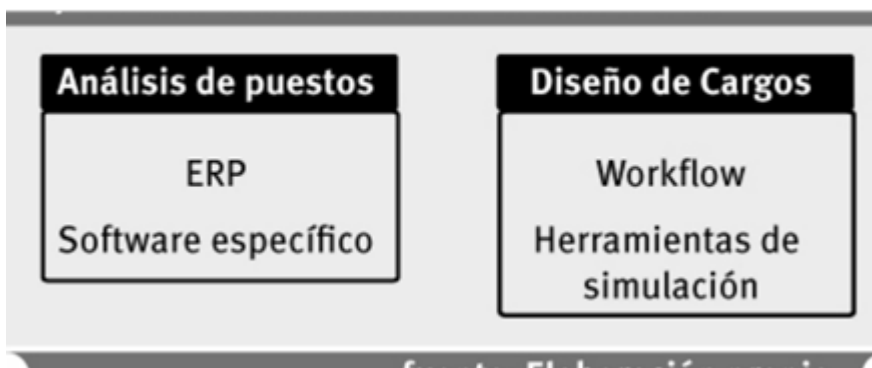 Análisis de puestos
ERP
Software específico
Diseño de Cargos
Workflow
Herramientas de
simulación